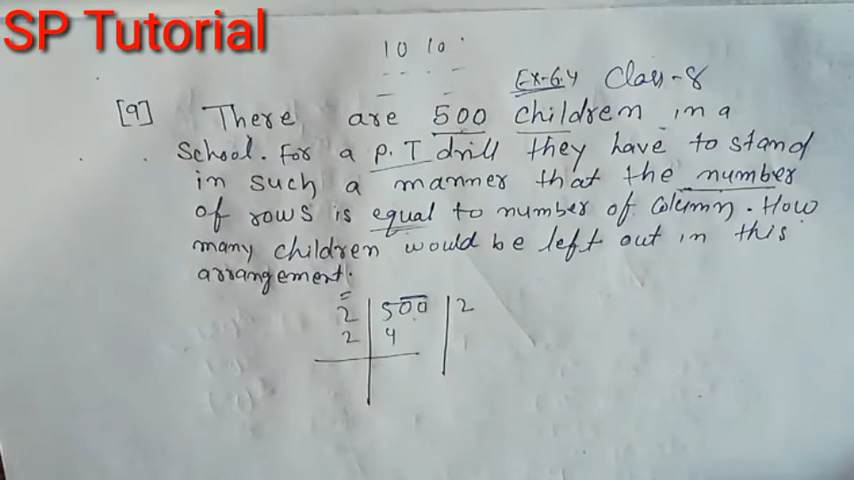 SP Tutorial
10 10
Ex-6.4 Class-8
[9] There are 500 children in a
School. For a P.T drill they have to stand
in such a manner that the number
of rows is equal to number of column. How
many children would be left out in this
arrangement.
2 500 2
2 4